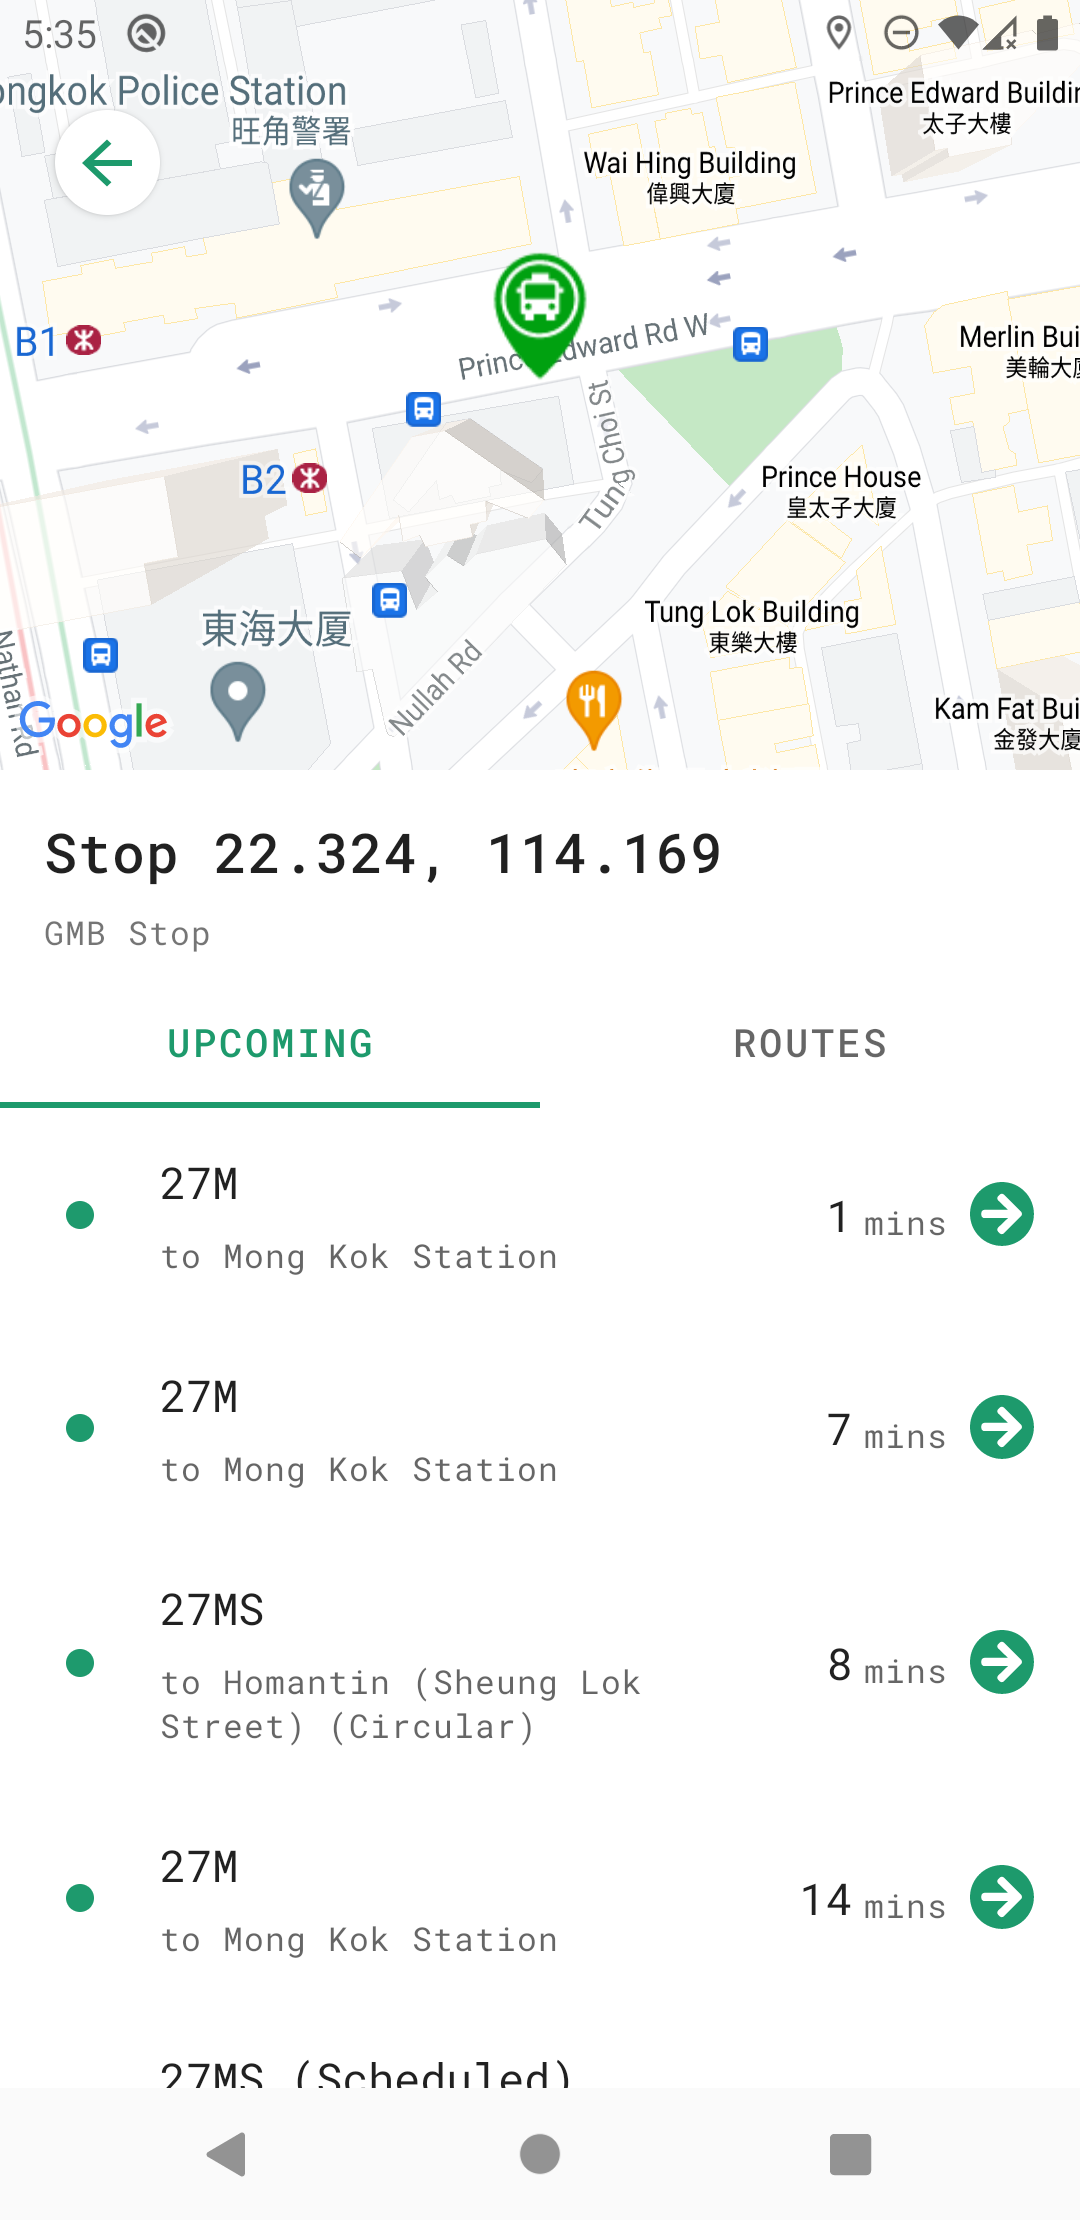 5:35
ongkok Police Station
旺角警署
Prince Edward Buildin
太子大樓
Wai Hing Building
偉興大廈
B1
Prince Edward Rd W
Merlin Bui
美輪大廈
Tung Choi St
B2
Prince House
皇太子大廈
東海大厦
Tung Lok Building
東樂大樓
Nathan Rd
Nullah Rd
Google
Kam Fat Bui
金發大廈
Stop 22.324, 114.169
GMB Stop
UPCOMING
ROUTES
27M
to Mong Kok Station
1 mins
27M
to Mong Kok Station
7 mins
27MS
to Homantin (Sheung Lok
Street) (Circular)
8 mins
27M
to Mong Kok Station
14 mins
27MS (Scheduled)